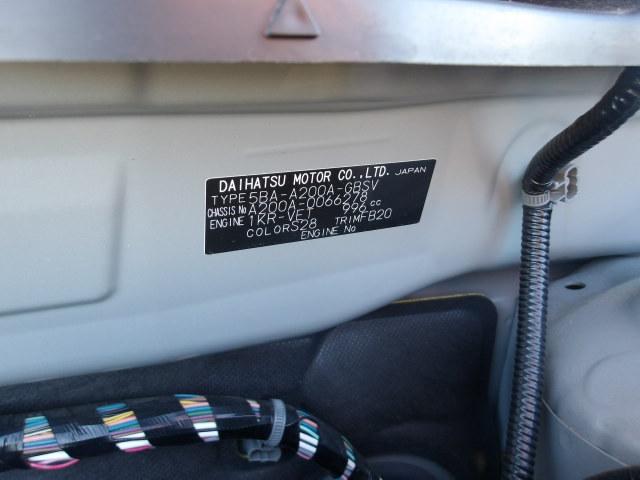 DAIHATSU MOTOR CO.,LTD. JAPAN
TYPE 5BA-A200A-GBSV
CHASSIS No A200A-0066278
ENGINE 1KR-VET 996 cc
COLOR S28 TRIM FB20
ENGINE No